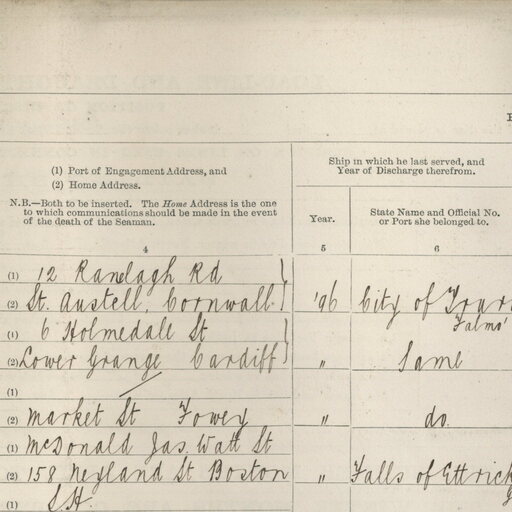 (1) Port of Engagement Address, and
(2) Home Address.
N.B.—Both to be inserted. The Home Address is the one
to which communications should be made in the event
of the death of the Seaman.
4
Ship in which he last served, and
Year of Discharge therefrom.
Year.
5
State Name and Official No.
or Port she belonged to.
6
(1) 12 Ranelagh Rd
(2) St. Austell, Cornwall. '96 City of
(1) 6 Holmedale St
(2) Lower Grange Cardiff " Same
(1)
(2) Market St Fowey " do.
(1) McDonald Jas. Watt St
(2) 158 Neyland St Boston " Falls of Ettrick
(1)